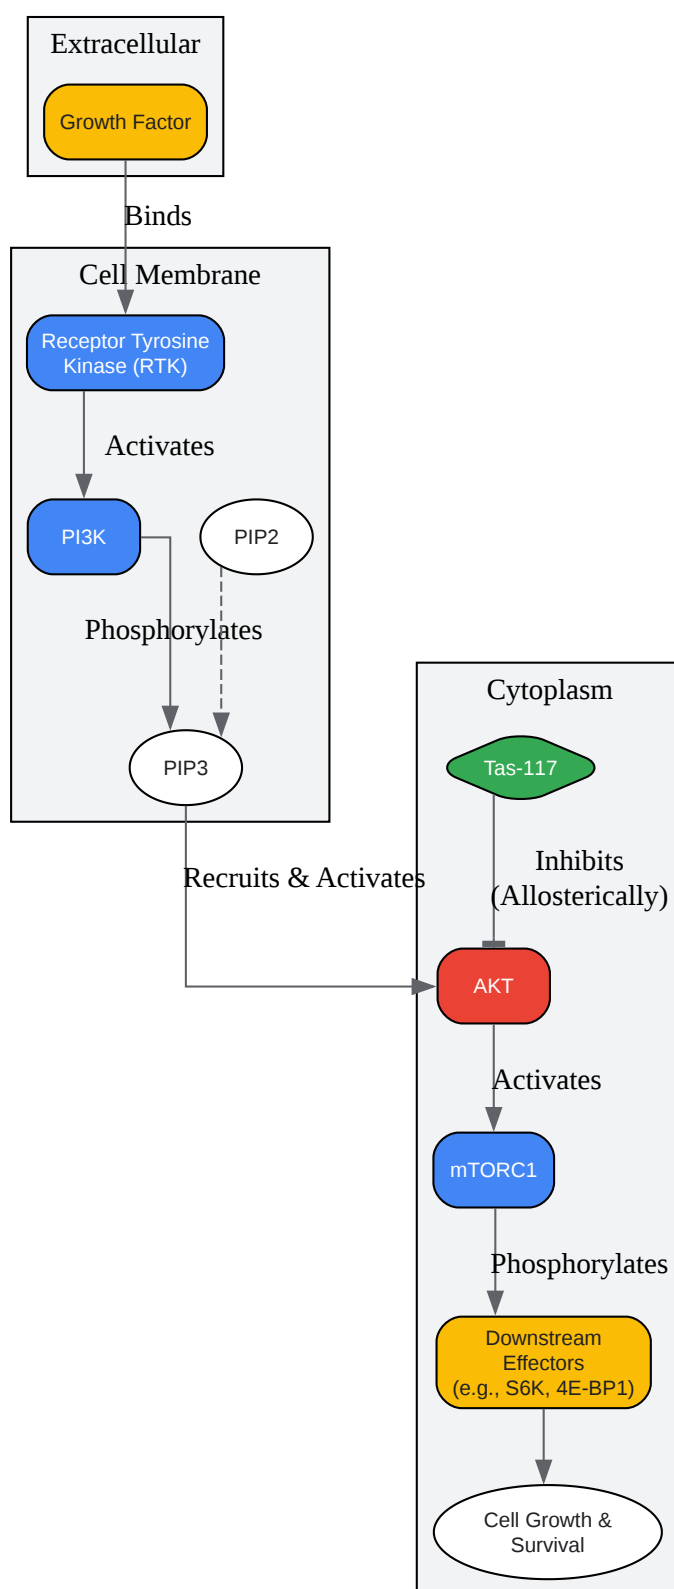 Extracellular
Growth Factor
Binds
Cell Membrane
Receptor Tyrosine
Kinase (RTK)
Activates
PI3K
PIP2
Phosphorylates
PIP3
Cytoplasm
Tas-117
Inhibits
(Allosterically)
Recruits & Activates
AKT
Activates
mTORC1
Phosphorylates
Downstream
Effectors
(e.g., S6K, 4E-BP1)
Cell Growth &
Survival